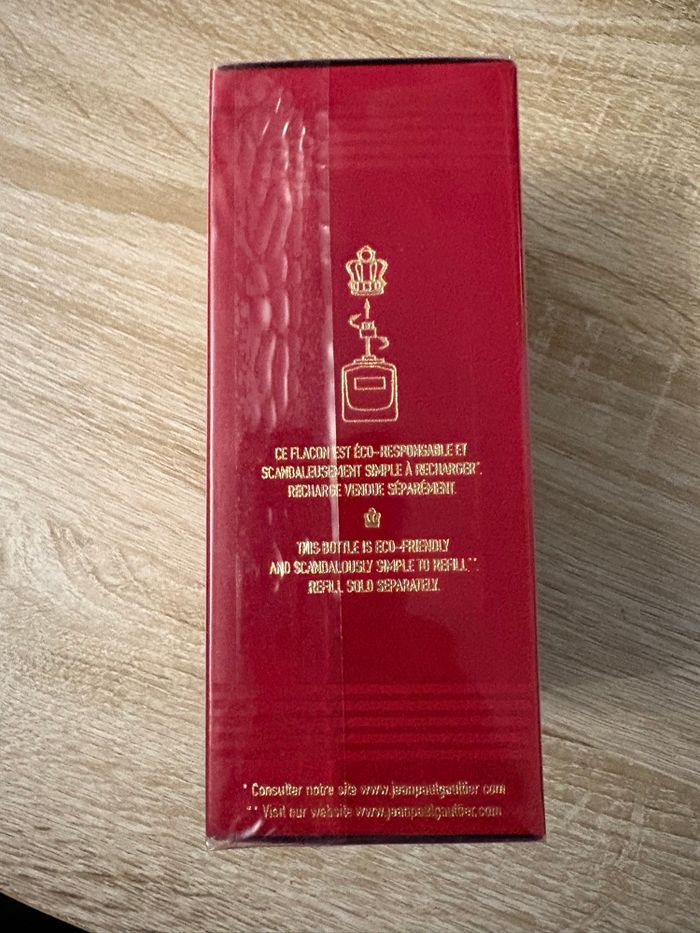 CE FLACON EST ÉCO-RESPONSABLE ET
SCANDALEUSEMENT SIMPLE À RECHARGER*.
RECHARGE VENDUE SÉPARÉMENT.
THIS BOTTLE IS ECO-FRIENDLY
AND SCANDALOUSLY SIMPLE TO REFILL**.
REFILL SOLD SEPARATELY.
* Consulter notre site www.jeanpaulgaultier.com
** Visit our website www.jeanpaulgaultier.com